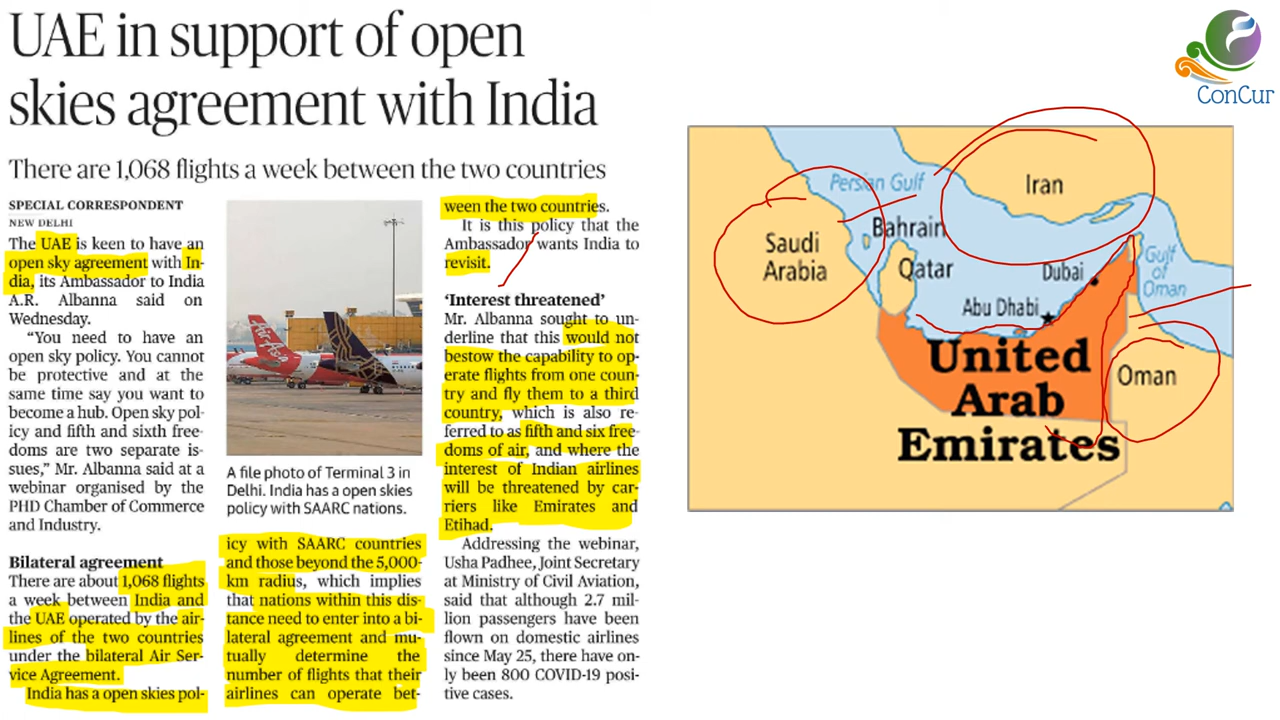 UAE in support of open
skies agreement with India
There are 1,068 flights a week between the two countries
SPECIAL CORRESPONDENT
NEW DELHI
The UAE is keen to have an
open sky agreement with In-
dia, its Ambassador to India
A.R. Albanna said on
Wednesday.
“You need to have an
open sky policy. You cannot
be protective and at the
same time say you want to
become a hub. Open sky pol-
icy and fifth and sixth free-
doms are two separate is-
sues,” Mr. Albanna said at a
webinar organised by the
PHD Chamber of Commerce
and Industry.
Bilateral agreement
There are about 1,068 flights
a week between India and
the UAE operated by the air-
lines of the two countries
under the bilateral Air Ser-
vice Agreement.
India has a open skies pol-
AirAsia
A file photo of Terminal 3 in
Delhi. India has a open skies
policy with SAARC nations.
icy with SAARC countries
and those beyond the 5,000-
km radius, which implies
that nations within this dis-
tance need to enter into a bi-
lateral agreement and mu-
tually determine the
number of flights that their
airlines can operate bet-
ween the two countries.
It is this policy that the
Ambassador wants India to
revisit.
‘Interest threatened’
Mr. Albanna sought to un-
derline that this would not
bestow the capability to op-
erate flights from one coun-
try and fly them to a third
country, which is also re-
ferred to as fifth and six free-
doms of air, and where the
interest of Indian airlines
will be threatened by car-
riers like Emirates and
Etihad.
Addressing the webinar,
Usha Padhee, Joint Secretary
at Ministry of Civil Aviation,
said that although 2.7 mil-
lion passengers have been
flown on domestic airlines
since May 25, there have on-
ly been 800 COVID-19 posi-
tive cases.
ConCur
Persian Gulf
Iran
Bahrain
Saudi
Arabia
Qatar
Dubai
Gulf
of
Oman
Abu Dhabi
United
Arab
Emirates
Oman